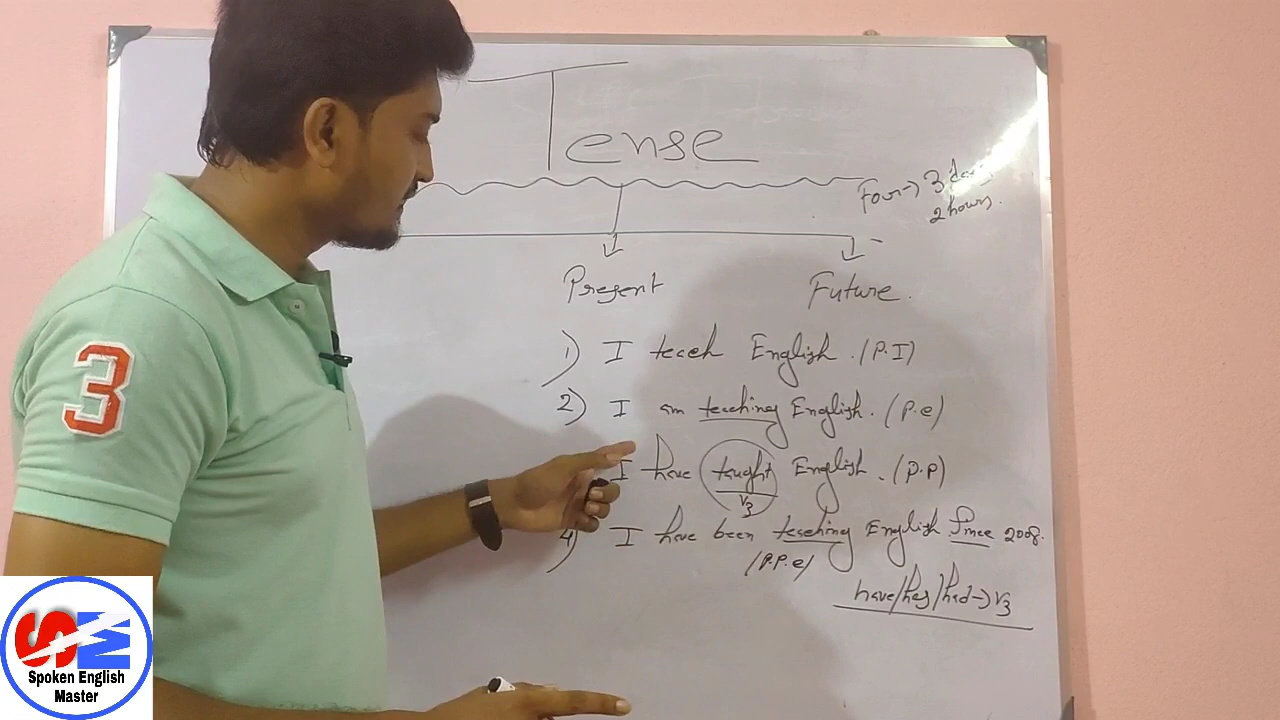 Tense
Four → 3 days
2 hours.
Present
Future.
1) I teach English. (P.I)
2) I am teaching English. (P.c)
I have taught English. (P.P)
V3
4) I have been teaching English Since 2008.
(P.P.c)
have/has/had → V3
3
SEM
Spoken English
Master